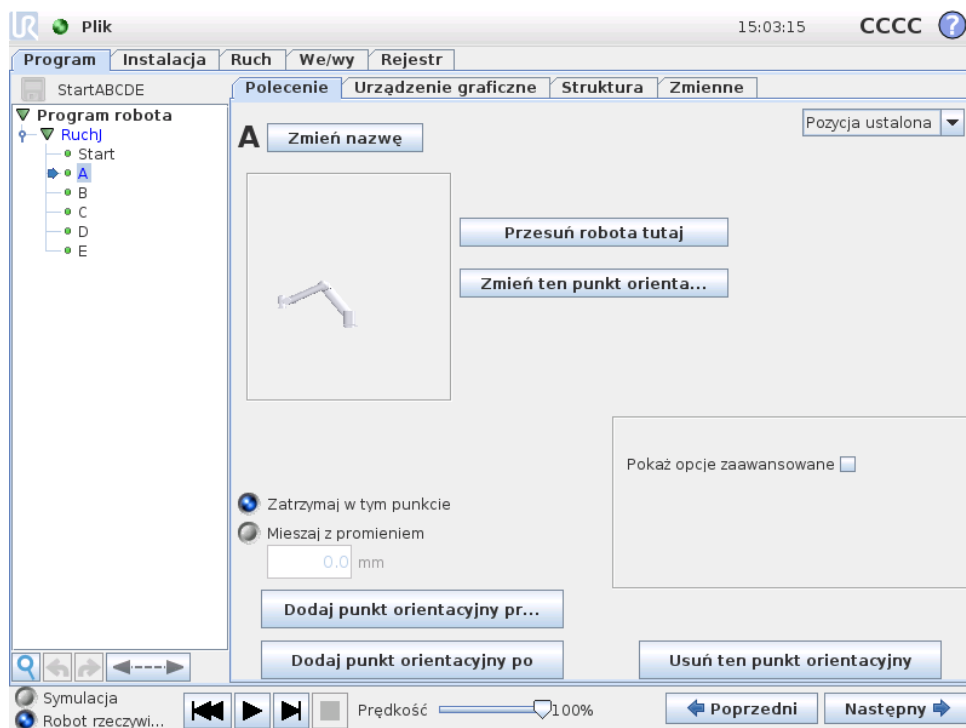 UR Plik 15:03:15 CCCC ?
Program Instalacja Ruch We/wy Rejestr
StartABCDE
Program robota
RuchJ
Start
A
B
C
D
E
Polecenie Urządzenie graficzne Struktura Zmienne
A Zmień nazwę
Pozycja ustalona
Przesuń robota tutaj
Zmień ten punkt orienta...
Pokaż opcje zaawansowane
Zatrzymaj w tym punkcie
Mieszaj z promieniem
0.0 mm
Dodaj punkt orientacyjny pr...
Dodaj punkt orientacyjny po
Usuń ten punkt orientacyjny
Symulacja
Robot rzeczywi...
Prędkość 100%
Poprzedni
Następny